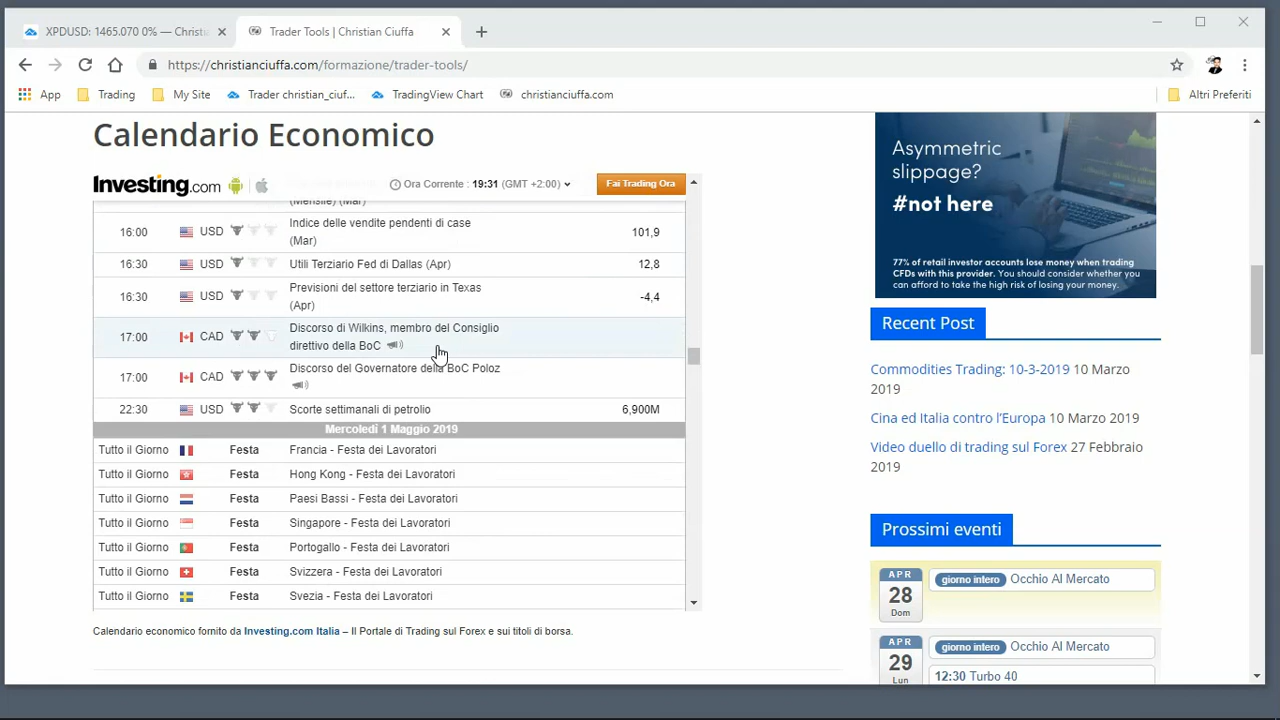 XPDUSD: 1465.070 0% — Christi
Trader Tools | Christian Ciuffa
https://christianciuffa.com/formazione/trader-tools/
App
Trading
My Site
Trader christian_ciuf...
TradingView Chart
christianciuffa.com
Altri Preferiti
Calendario Economico
Investing.com
Ora Corrente : 19:31 (GMT +2:00)
Fai Trading Ora
(Mensile) (Mar)
16:00 USD Indice delle vendite pendenti di case
(Mar)
101,9
16:30 USD Utili Terziario Fed di Dallas (Apr) 12,8
16:30 USD Previsioni del settore terziario in Texas
(Apr)
-4,4
17:00 CAD Discorso di Wilkins, membro del Consiglio
direttivo della BoC
17:00 CAD Discorso del Governatore della BoC Poloz
22:30 USD Scorte settimanali di petrolio 6,900M
Mercoledì 1 Maggio 2019
Tutto il Giorno Festa Francia - Festa dei Lavoratori
Tutto il Giorno Festa Hong Kong - Festa dei Lavoratori
Tutto il Giorno Festa Paesi Bassi - Festa dei Lavoratori
Tutto il Giorno Festa Singapore - Festa dei Lavoratori
Tutto il Giorno Festa Portogallo - Festa dei Lavoratori
Tutto il Giorno Festa Svizzera - Festa dei Lavoratori
Tutto il Giorno Festa Svezia - Festa dei Lavoratori
Calendario economico fornito da Investing.com Italia – Il Portale di Trading sul Forex e sui titoli di borsa.
Asymmetric
slippage?
#not here
77% of retail investor accounts lose money when trading
CFDs with this provider. You should consider whether you
can afford to take the high risk of losing your money.
Recent Post
Commodities Trading: 10-3-2019 10 Marzo
2019
Cina ed Italia contro l’Europa 10 Marzo 2019
Video duello di trading sul Forex 27 Febbraio
2019
Prossimi eventi
APR
28
Dom
giorno intero Occhio Al Mercato
APR
29
Lun
giorno intero Occhio Al Mercato
12:30 Turbo 40